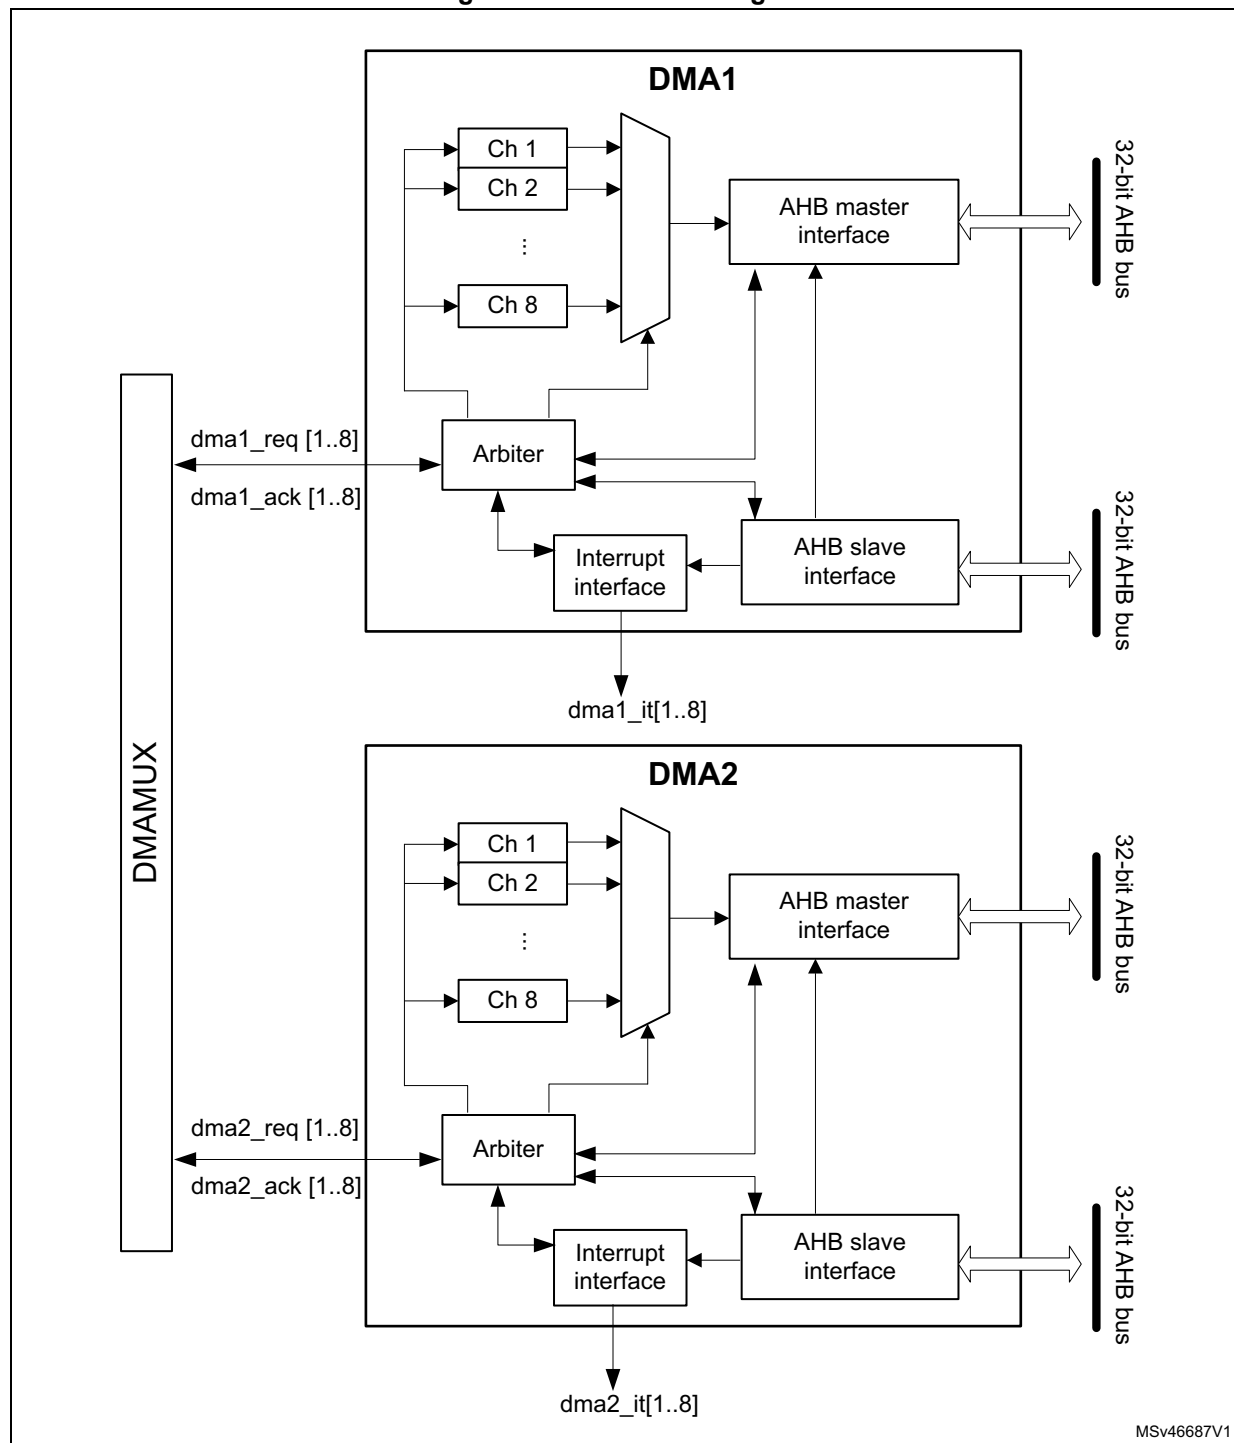 DMA1
Ch 1
Ch 2
...
Ch 8
AHB master
interface
32-bit AHB bus
dma1_req [1..8]
dma1_ack [1..8]
Arbiter
Interrupt
interface
AHB slave
interface
32-bit AHB bus
dma1_it[1..8]
DMAMUX
DMA2
Ch 1
Ch 2
...
Ch 8
AHB master
interface
32-bit AHB bus
dma2_req [1..8]
dma2_ack [1..8]
Arbiter
Interrupt
interface
AHB slave
interface
32-bit AHB bus
dma2_it[1..8]
MSv46687V1